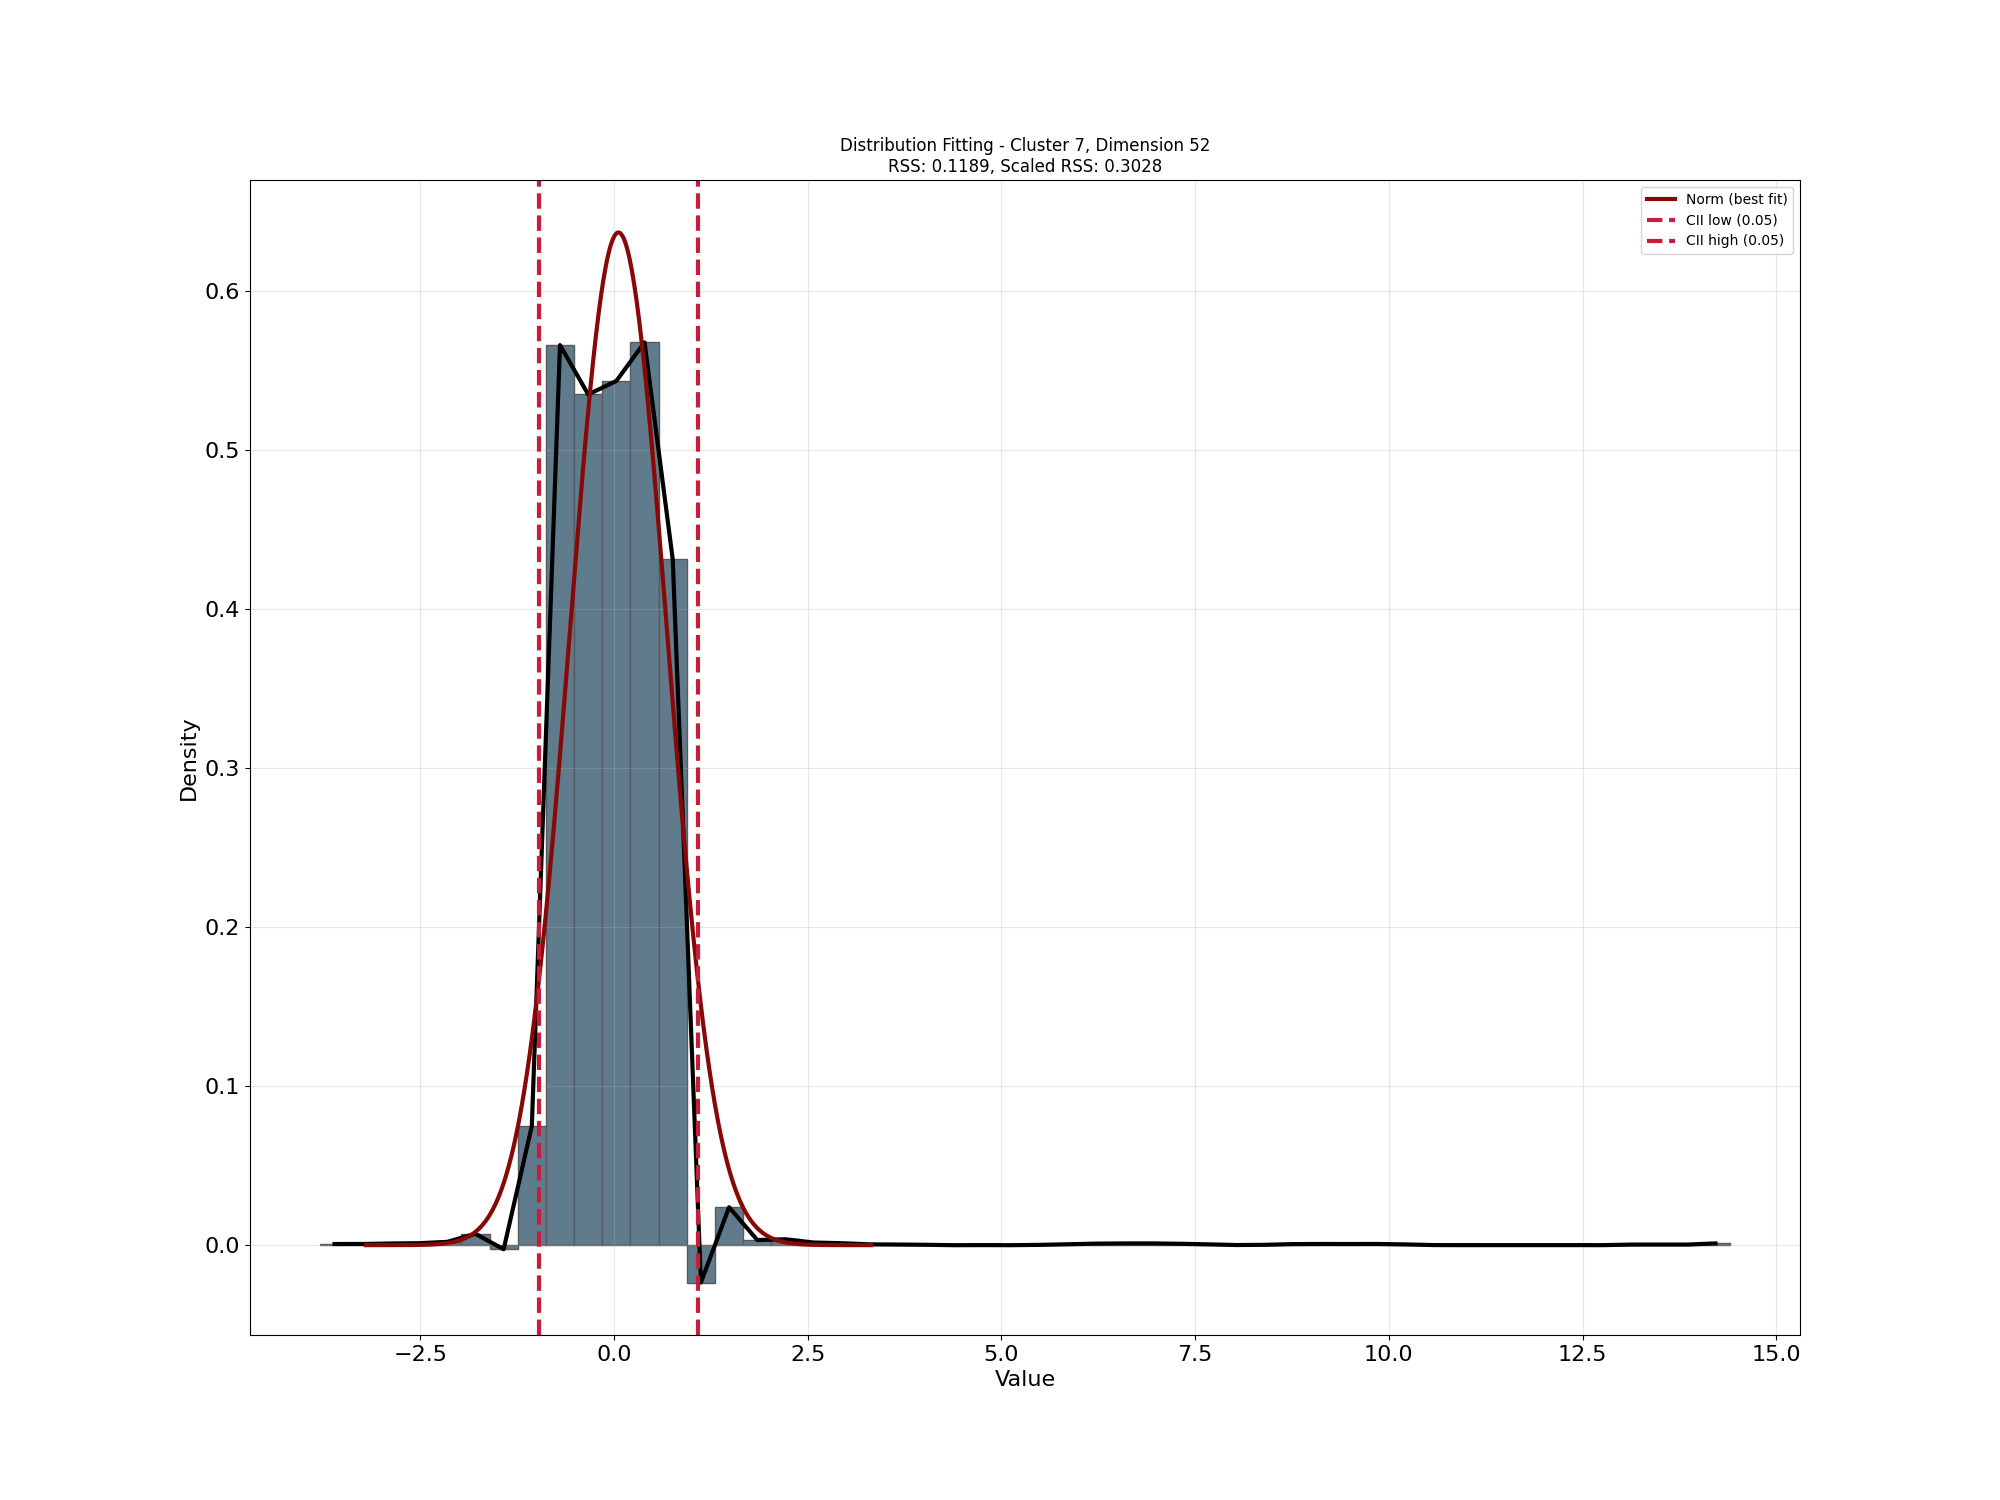 Distribution Fitting - Cluster 7, Dimension 52
RSS: 0.1189, Scaled RSS: 0.3028
Norm (best fit)
CII low (0.05)
CII high (0.05)
0.6
0.5
0.4
0.3
0.2
0.1
0.0
Density
−2.5 0.0 2.5 5.0 7.5 10.0 12.5 15.0
Value